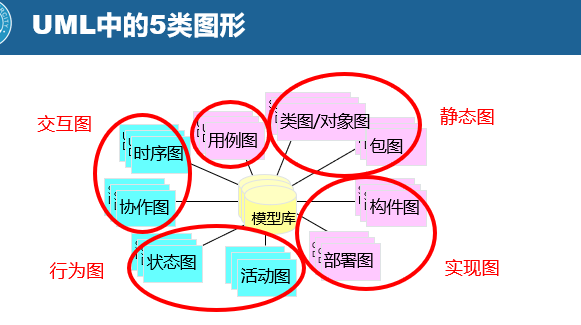 UML中的5类图形
交互图
静态图
时序图
用例图
类图/对象图
包图
协作图
模型库
构件图
行为图
状态图
活动图
部署图
实现图